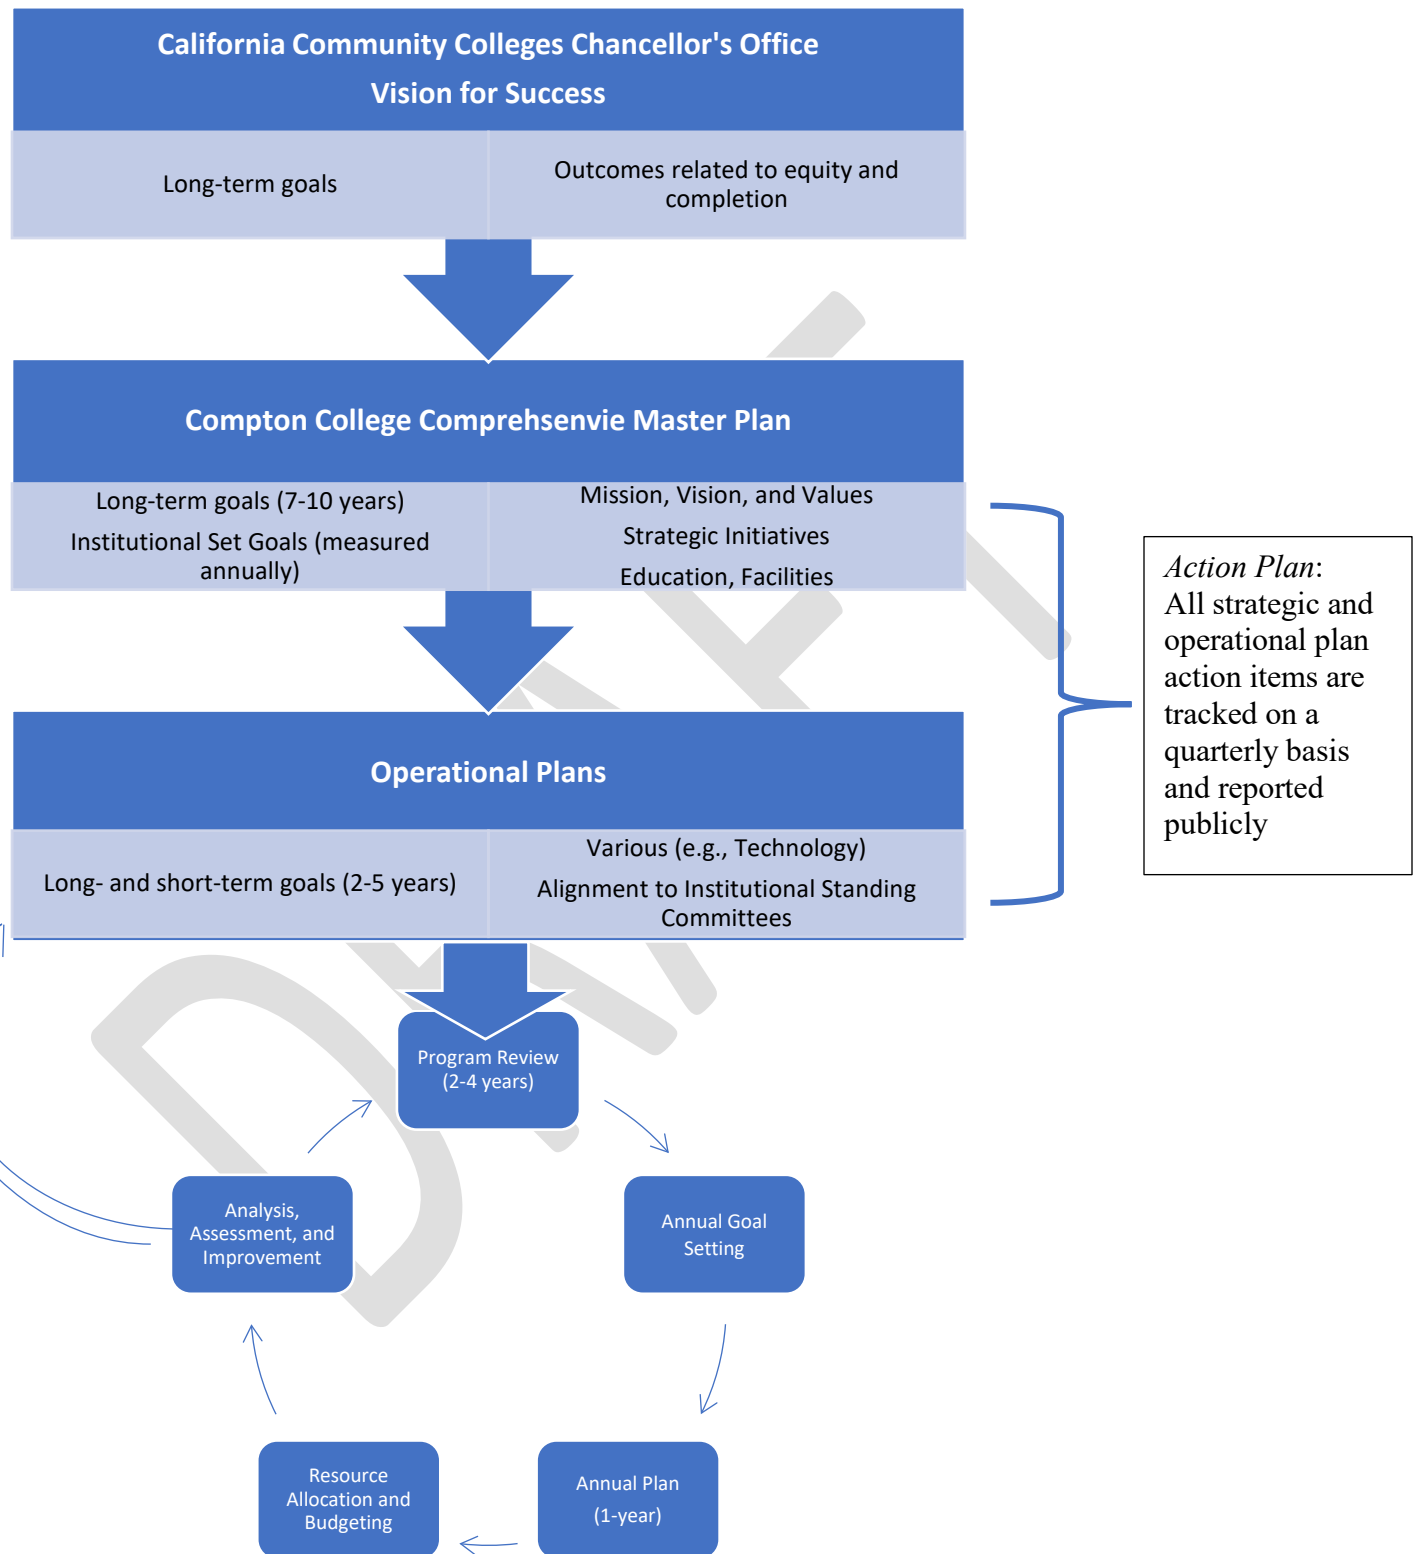 California Community Colleges Chancellor's Office
Vision for Success
Long-term goals
Outcomes related to equity and
completion
Compton College Comprehsenvie Master Plan
Long-term goals (7-10 years)
Institutional Set Goals (measured
annually)
Mission, Vision, and Values
Strategic Initiatives
Education, Facilities
Action Plan:
All strategic and
operational plan
action items are
tracked on a
quarterly basis
and reported
publicly
Operational Plans
Long- and short-term goals (2-5 years)
Various (e.g., Technology)
Alignment to Institutional Standing
Committees
Program Review
(2-4 years)
Annual Goal
Setting
Annual Plan
(1-year)
Resource
Allocation and
Budgeting
Analysis,
Assessment, and
Improvement
DRAFT